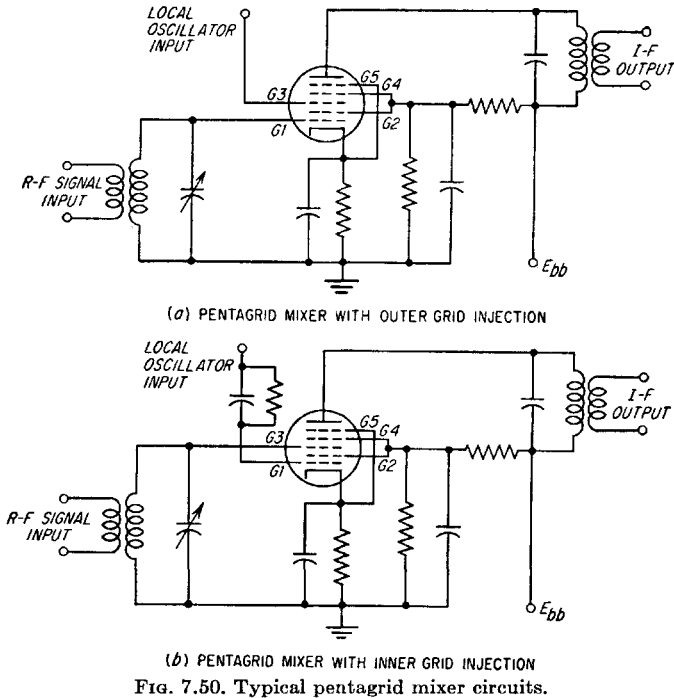 LOCAL
OSCILLATOR
INPUT
G5
G4
G3
G2
G1
I-F
OUTPUT
R-F SIGNAL
INPUT
Ebb
(a) PENTAGRID MIXER WITH OUTER GRID INJECTION
LOCAL
OSCILLATOR
INPUT
G5
G4
G3
G2
G1
I-F
OUTPUT
R-F SIGNAL
INPUT
Ebb
(b) PENTAGRID MIXER WITH INNER GRID INJECTION
FIG. 7.50. Typical pentagrid mixer circuits.